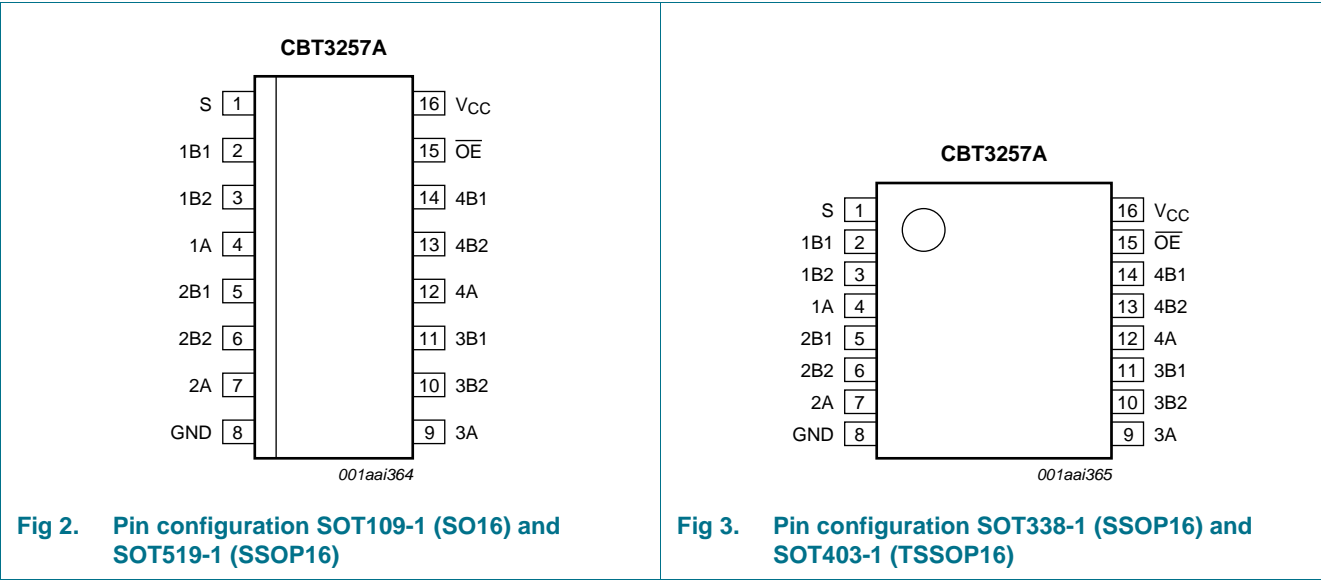 CBT3257A
S 1 16 VCC
1B1 2 15 OE
1B2 3 14 4B1
1A 4 13 4B2
2B1 5 12 4A
2B2 6 11 3B1
2A 7 10 3B2
GND 8 9 3A
001aai364
Fig 2. Pin configuration SOT109-1 (SO16) and
SOT519-1 (SSOP16)
CBT3257A
S 1 16 VCC
1B1 2 15 OE
1B2 3 14 4B1
1A 4 13 4B2
2B1 5 12 4A
2B2 6 11 3B1
2A 7 10 3B2
GND 8 9 3A
001aai365
Fig 3. Pin configuration SOT338-1 (SSOP16) and
SOT403-1 (TSSOP16)